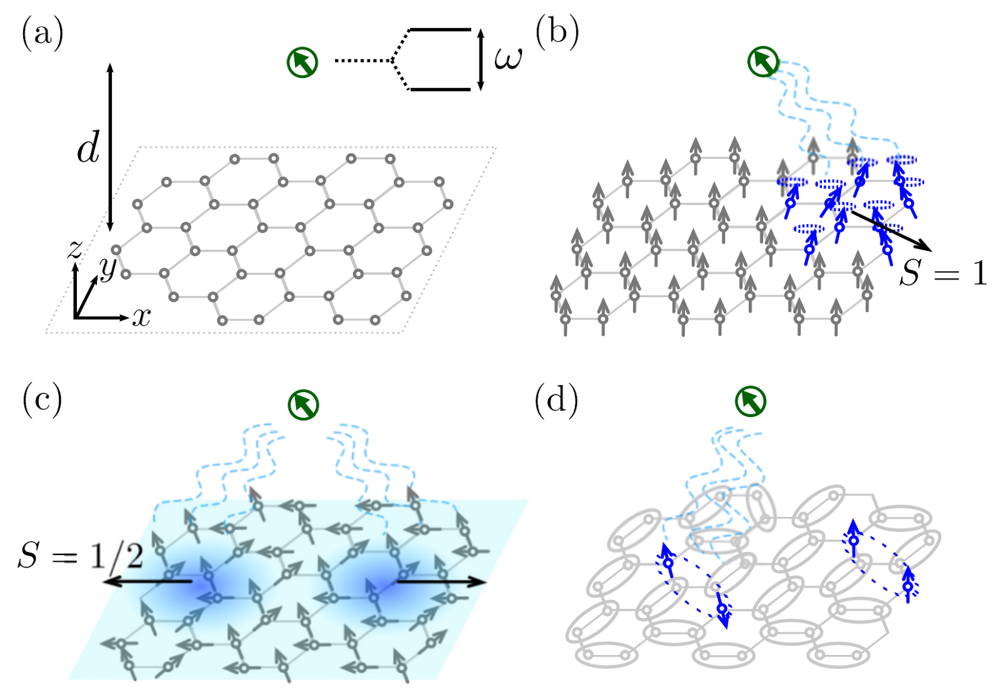 (a)
ω
d
z
y
x
(b)
S = 1
(c)
S = 1/2
(d)